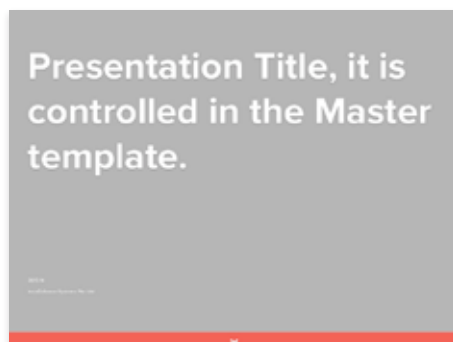 Presentation Title, it is
controlled in the Master
template.